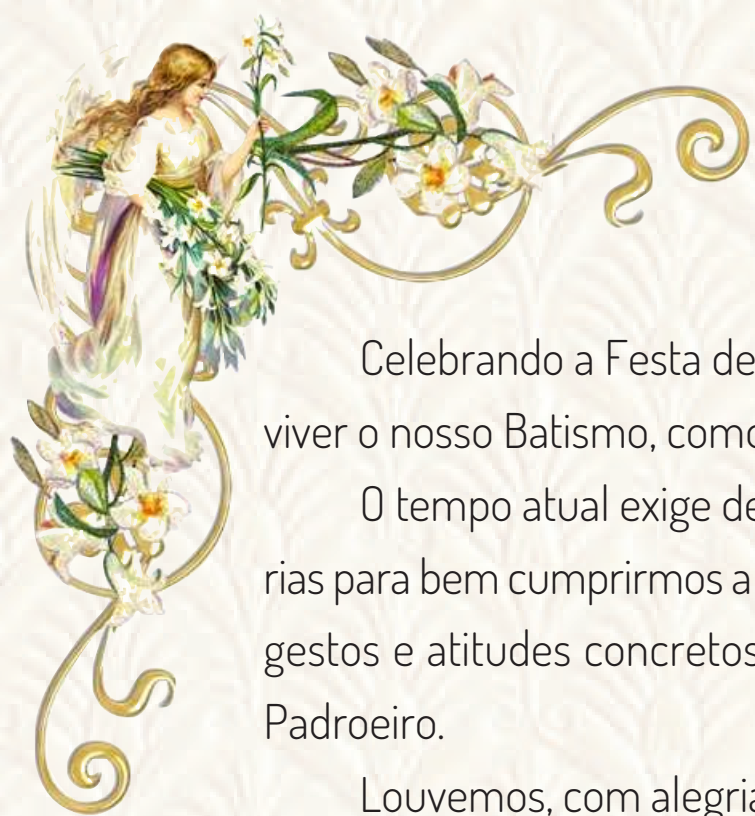 Celebrando a Festa de
viver o nosso Batismo, como
O tempo atual exige de
rias para bem cumprirmos a
gestos e atitudes concretos
Padroeiro.
Louvemos, com alegria